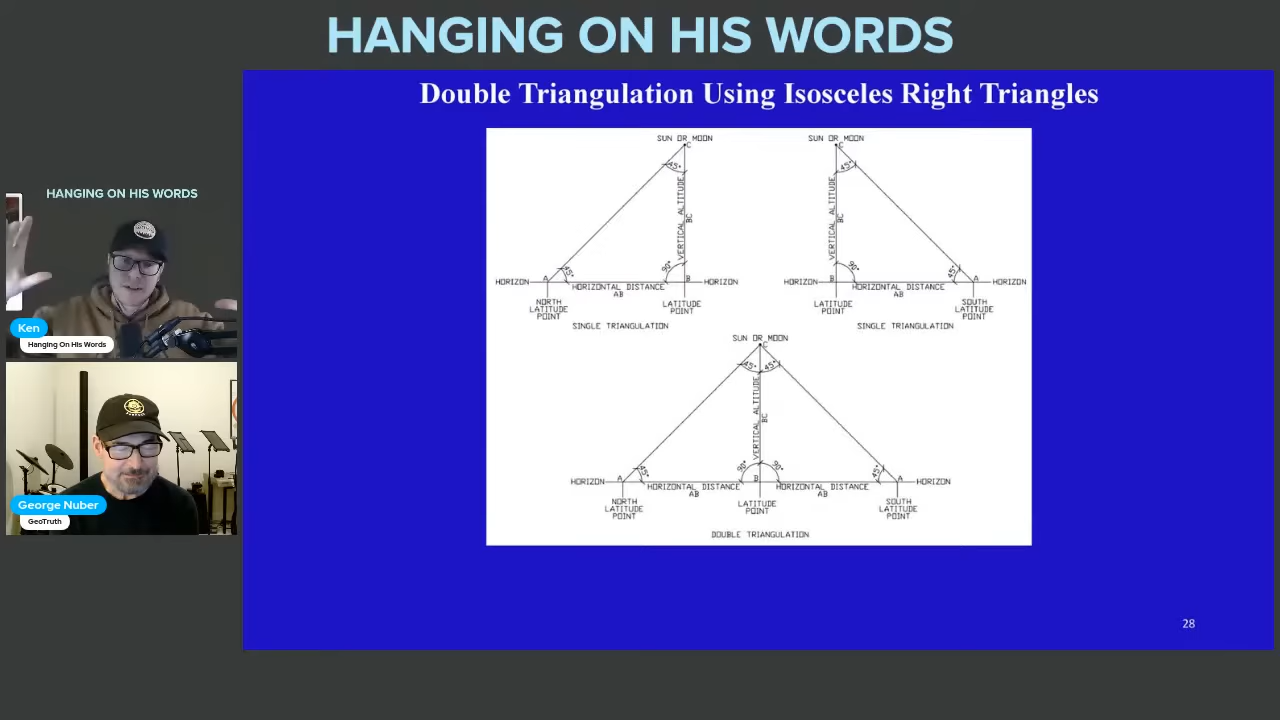 HANGING ON HIS WORDS
Double Triangulation Using Isosceles Right Triangles
SUN OR MOON
C
45°
VERTICAL ALTITUDE
BC
45°
90°
HORIZON
A
B
HORIZON
HORIZONTAL DISTANCE
AB
NORTH
LATITUDE
POINT
LATITUDE
POINT
SINGLE TRIANGULATION
SUN OR MOON
C
45°
VERTICAL ALTITUDE
BC
90°
45°
HORIZON
B
A
HORIZON
HORIZONTAL DISTANCE
AB
LATITUDE
POINT
SOUTH
LATITUDE
POINT
SINGLE TRIANGULATION
SUN OR MOON
C
45°
45°
VERTICAL ALTITUDE
BC
45°
90°
90°
45°
HORIZON
A
B
A
HORIZON
HORIZONTAL DISTANCE
AB
HORIZONTAL DISTANCE
AB
NORTH
LATITUDE
POINT
LATITUDE
POINT
SOUTH
LATITUDE
POINT
DOUBLE TRIANGULATION
28
HANGING ON HIS WORDS
Ken
Hanging On His Words
George Nuber
GeoTruth